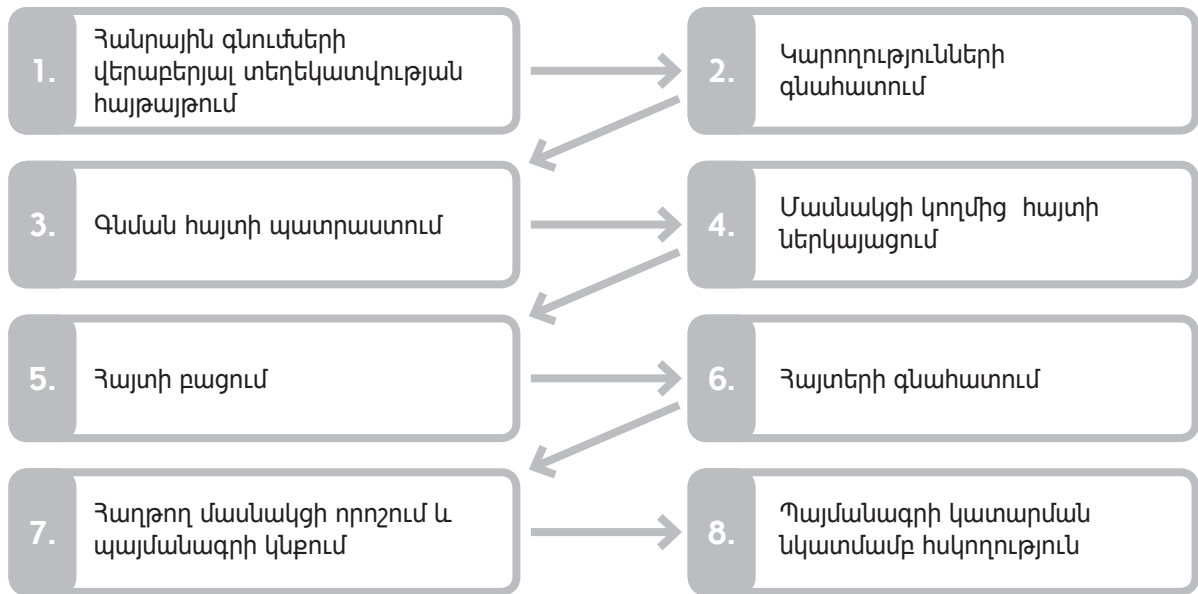 1.
Հանրային գնումների
վերաբերյալ տեղեկատվության
հայթայթում
2.
Կարողությունների
գնահատում
3.
Գնման հայտի պատրաստում
4.
Մասնակցի կողմից հայտի
ներկայացում
5.
Հայտի բացում
6.
Հայտերի գնահատում
7.
Հաղթող մասնակցի որոշում և
պայմանագրի կնքում
8.
Պայմանագրի կատարման
նկատմամբ հսկողություն